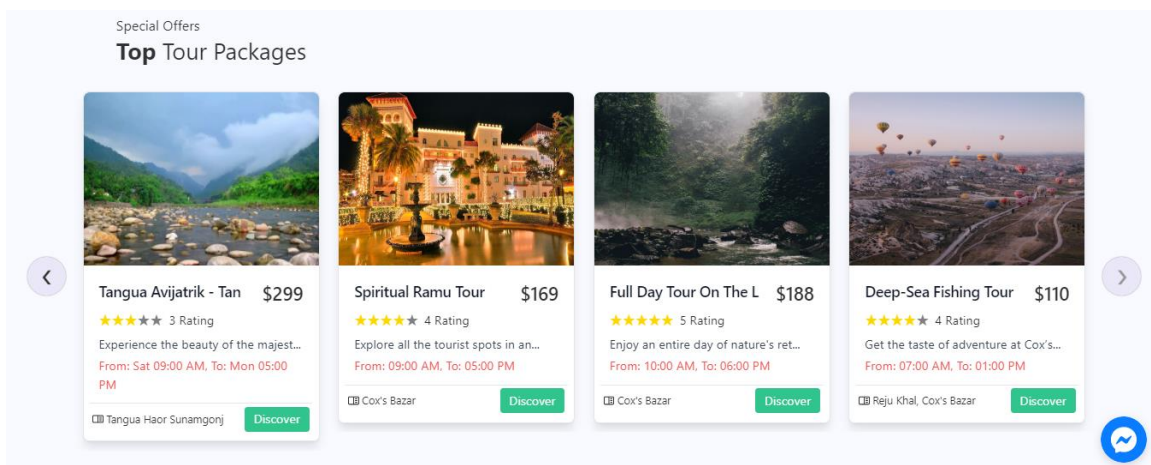 Special Offers
Top Tour Packages
Tangua Avijatrik - Tan $299
3 Rating
Experience the beauty of the majest...
From: Sat 09:00 AM, To: Mon 05:00
PM
Tangua Haor Sunamgonj Discover
Spiritual Ramu Tour $169
4 Rating
Explore all the tourist spots in an...
From: 09:00 AM, To: 05:00 PM
Cox's Bazar Discover
Full Day Tour On The L $188
5 Rating
Enjoy an entire day of nature's ret...
From: 10:00 AM, To: 06:00 PM
Cox's Bazar Discover
Deep-Sea Fishing Tour $110
4 Rating
Get the taste of adventure at Cox's...
From: 07:00 AM, To: 01:00 PM
Reju Khal, Cox's Bazar Discover